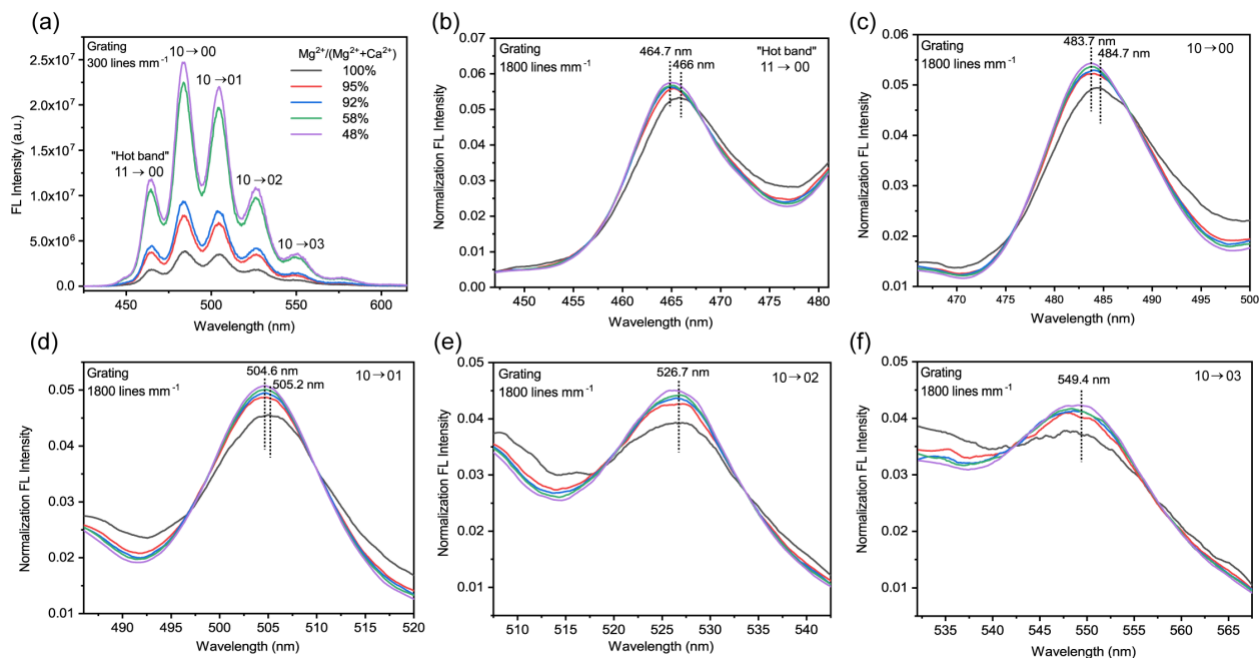 (a)
Grating
300 lines mm⁻¹
10→00
10→01
"Hot band"
11→00
10→02
10→03
Mg²⁺/(Mg²⁺+Ca²⁺)
100%
95%
92%
58%
48%
FL Intensity (a.u.)
2.5x10⁷
2.0x10⁷
1.5x10⁷
1.0x10⁷
5.0x10⁶
0.0
450 500 550 600
Wavelength (nm)
(b)
Grating
1800 lines mm⁻¹
464.7 nm
466 nm
"Hot band"
11→00
Normalization FL Intensity
0.07
0.06
0.05
0.04
0.03
0.02
0.01
0.00
450 455 460 465 470 475 480
Wavelength (nm)
(c)
Grating
1800 lines mm⁻¹
483.7 nm
484.7 nm
10→00
Normalization FL Intensity
0.06
0.05
0.04
0.03
0.02
0.01
470 475 480 485 490 495 500
Wavelength (nm)
(d)
Grating
1800 lines mm⁻¹
504.6 nm
505.2 nm
10→01
Normalization FL Intensity
0.05
0.04
0.03
0.02
0.01
490 495 500 505 510 515 520
Wavelength (nm)
(e)
Grating
1800 lines mm⁻¹
526.7 nm
10→02
Normalization FL Intensity
0.05
0.04
0.03
0.02
0.01
510 515 520 525 530 535 540
Wavelength (nm)
(f)
Grating
1800 lines mm⁻¹
549.4 nm
10→03
Normalization FL Intensity
0.05
0.04
0.03
0.02
0.01
535 540 545 550 555 560 565
Wavelength (nm)